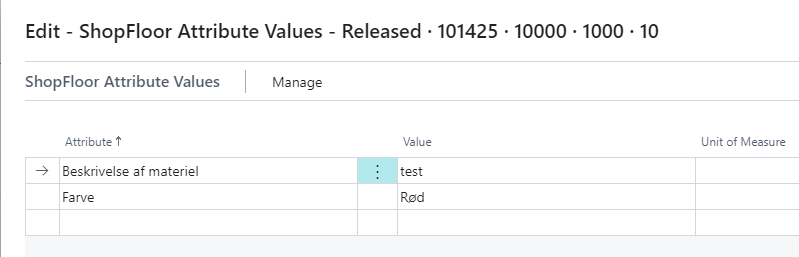 Edit - ShopFloor Attribute Values - Released · 101425 · 10000 · 1000 · 10
ShopFloor Attribute Values Manage
Attribute ↑ Value Unit of Measure
→ Beskrivelse af materiel ⋮ test
Farve Rød